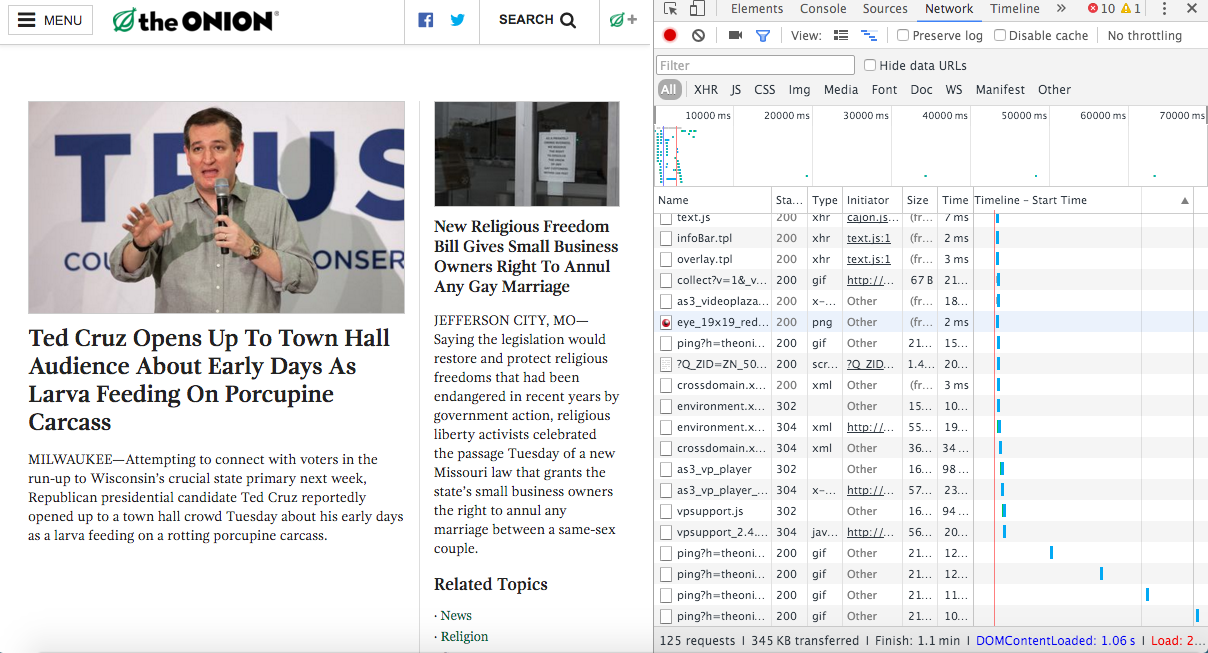 MENU
the ONION®
SEARCH
+
TRUS
COU
ONSER
Ted Cruz Opens Up To Town Hall
Audience About Early Days As
Larva Feeding On Porcupine
Carcass
MILWAUKEE—Attempting to connect with voters in the
run-up to Wisconsin's crucial state primary next week,
Republican presidential candidate Ted Cruz reportedly
opened up to a town hall crowd Tuesday about his early days
as a larva feeding on a rotting porcupine carcass.
New Religious Freedom
Bill Gives Small Business
Owners Right To Annul
Any Gay Marriage
JEFFERSON CITY, MO—
Saying the legislation would
restore and protect religious
freedoms that had been
endangered in recent years by
government action, religious
liberty activists celebrated
the passage Tuesday of a new
Missouri law that grants the
state's small business owners
the right to annul any
marriage between a same-sex
couple.
Related Topics
· News
· Religion
Elements Console Sources Network Timeline » 10 1
View: Preserve log Disable cache No throttling
Filter Hide data URLs
All XHR JS CSS Img Media Font Doc WS Manifest Other
10000 ms 20000 ms 30000 ms 40000 ms 50000 ms 60000 ms 70000 ms
Name Sta... Type Initiator Size Time Timeline – Start Time
text.js 200 xhr cajon.js... (fr... 7 ms
infoBar.tpl 200 xhr text.js:1 (fr... 2 ms
overlay.tpl 200 xhr text.js:1 (fr... 3 ms
collect?v=1&_v... 200 gif http://... 67 B 21...
as3_videoplaza... 200 x-... Other (fr... 18...
eye_19x19_red... 200 png Other (fr... 2 ms
ping?h=theoni... 200 gif Other 21... 15...
?Q_ZID=ZN_50... 200 scr... ?Q_ZID... 1.4... 20...
crossdomain.x... 200 xml Other (fr... 3 ms
environment.x... 302 Other 15... 10...
environment.x... 304 xml http://... 55... 19...
crossdomain.x... 304 xml Other 36... 34 ...
as3_vp_player 302 Other 16... 98 ...
as3_vp_player_... 304 x-... http://... 57... 23...
vpsupport.js 302 Other 16... 94 ...
vpsupport_2.4.... 304 jav... http://... 56... 20...
ping?h=theoni... 200 gif Other 21... 12...
ping?h=theoni... 200 gif Other 21... 12...
ping?h=theoni... 200 gif Other 21... 11...
ping?h=theoni... 200 gif Other 21... 10...
125 requests | 345 KB transferred | Finish: 1.1 min | DOMContentLoaded: 1.06 s | Load: 2...